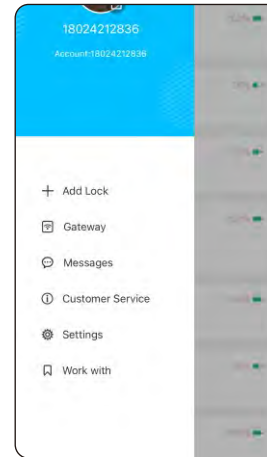 18024212836
Account:18024212836
Add Lock
Gateway
Messages
Customer Service
Settings
Work with